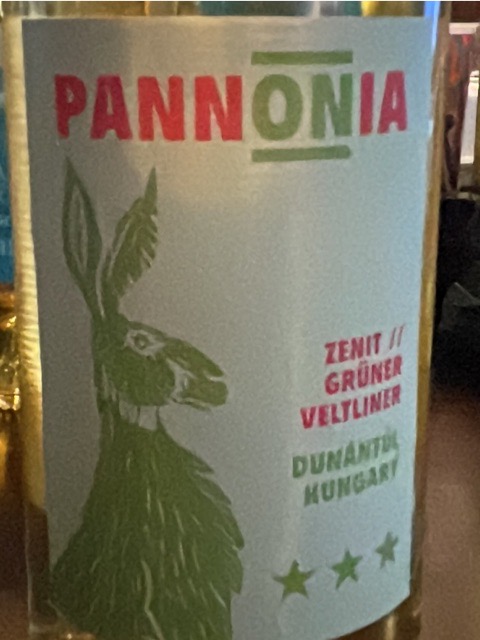 PANNONIA
ZENIT //
GRÜNER
VELTLINER
DUNÁNTÚL
HUNGARY